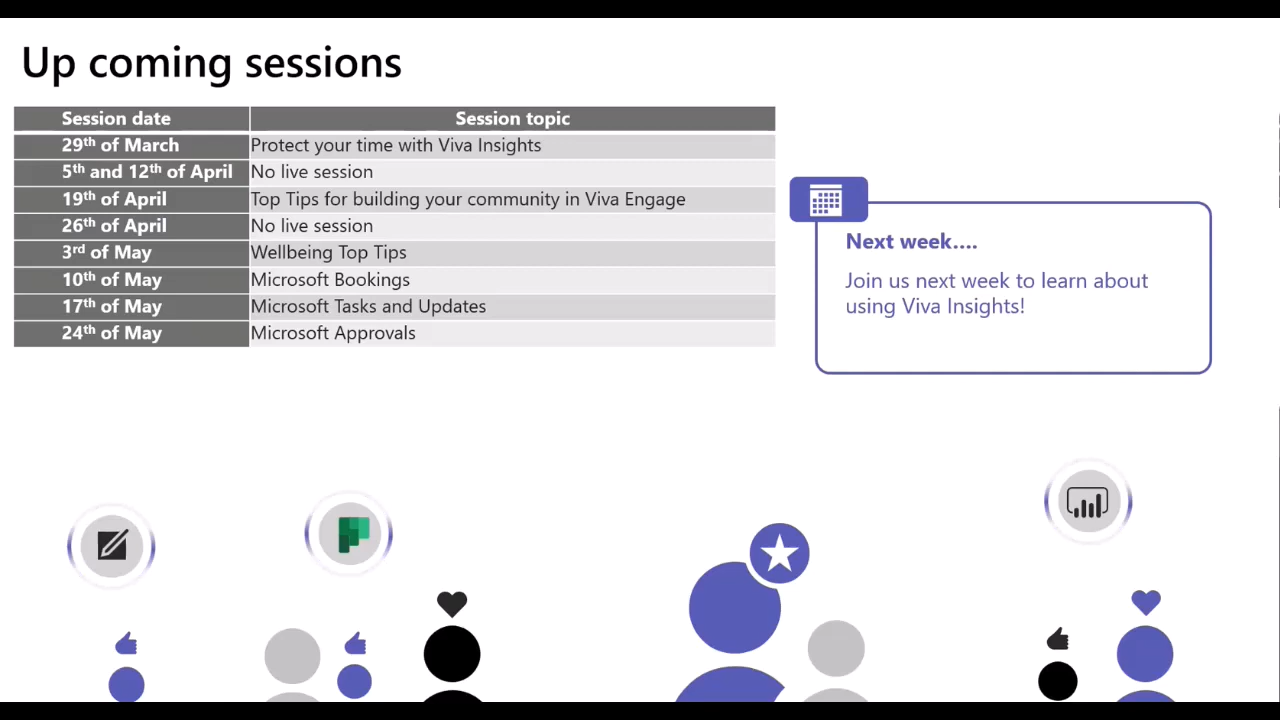 Up coming sessions
Session date Session topic
29th of March Protect your time with Viva Insights
5th and 12th of April No live session
19th of April Top Tips for building your community in Viva Engage
26th of April No live session
3rd of May Wellbeing Top Tips
10th of May Microsoft Bookings
17th of May Microsoft Tasks and Updates
24th of May Microsoft Approvals
Next week....
Join us next week to learn about
using Viva Insights!